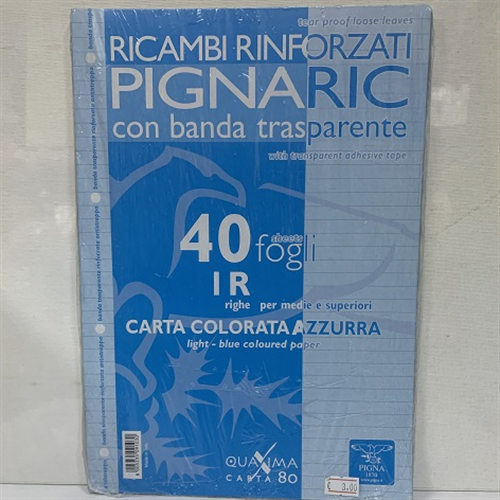 tear proof loose leaves
RICAMBI RINFORZATI
PIGNARIC
con banda trasparente
with transparent adhesive tape
40 fogli
sheets
1R
righe per medie e superiori
CARTA COLORATA AZZURRA
light - blue coloured paper
QUAXIMA
CARTA 80
PIGNA
1870
€ 3.00